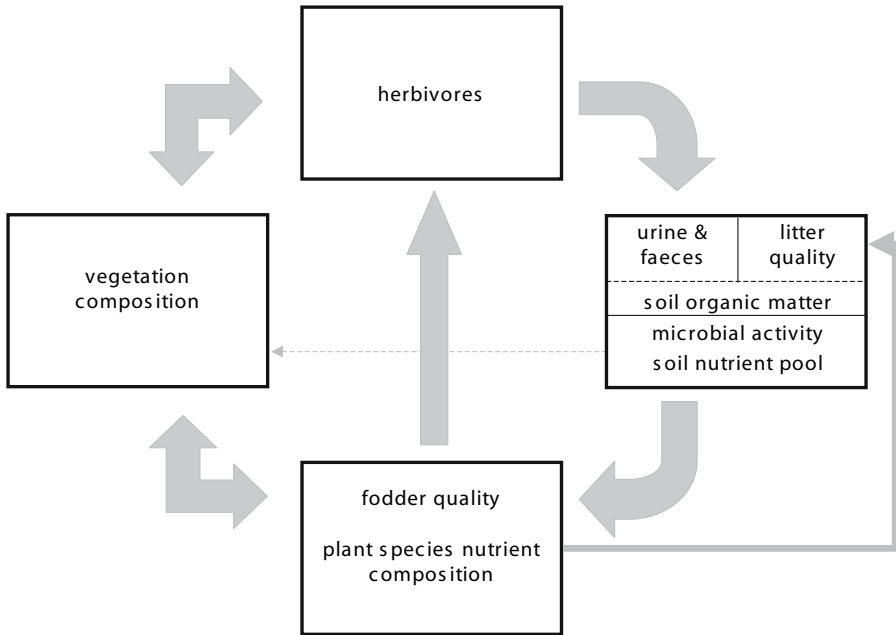 herbivores
urine &
faeces
litter
quality
vegetation
composition
soil organic matter
microbial activity
soil nutrient pool
fodder quality
plant species nutrient
composition